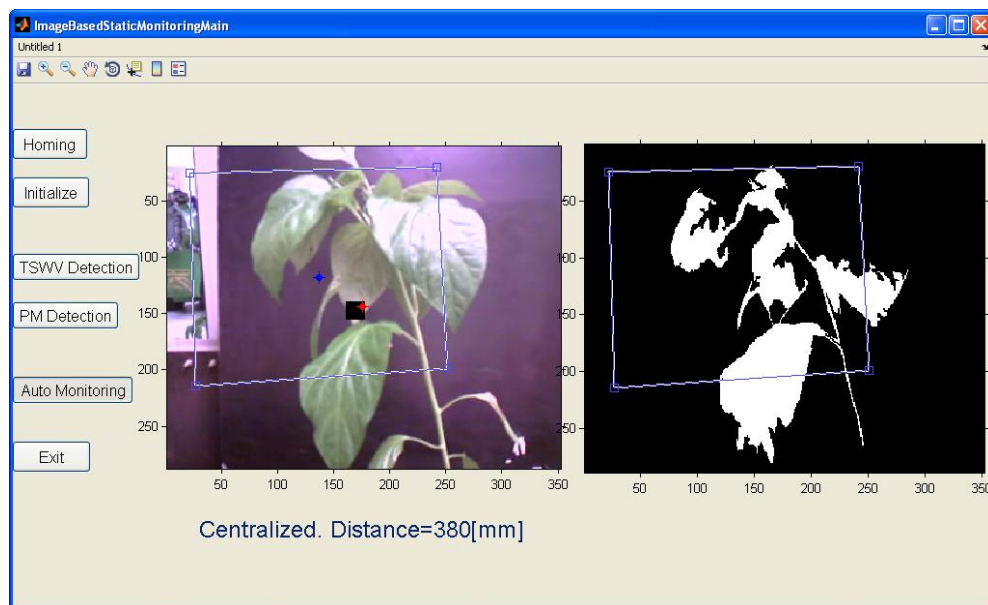 ImageBasedStaticMonitoringMain
Untitled 1
Homing
Initialize
TSWV Detection
PM Detection
Auto Monitoring
Exit
50
100
150
200
250
50 100 150 200 250 300 350
50
100
150
200
250
50 100 150 200 250 300 350
Centralized. Distance=380[mm]